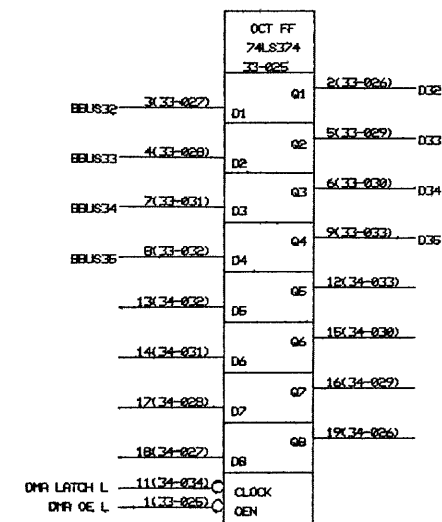 OCT FF
74LS374
33-025
Q1 2(33-026) D32
BBUS32 3(33-027) D1
Q2 5(33-029) D33
BBUS33 4(33-028) D2
Q3 6(33-030) D34
BBUS34 7(33-031) D3
Q4 9(33-033) D35
BBUS35 8(33-032) D4
Q5 12(34-033)
13(34-032) D5
Q6 15(34-030)
14(34-031) D6
Q7 16(34-029)
17(34-028) D7
Q8 19(34-026)
18(34-027) D8
DMA LATCH L 11(34-034) CLOCK
DMA OE L 1(33-025) OEN